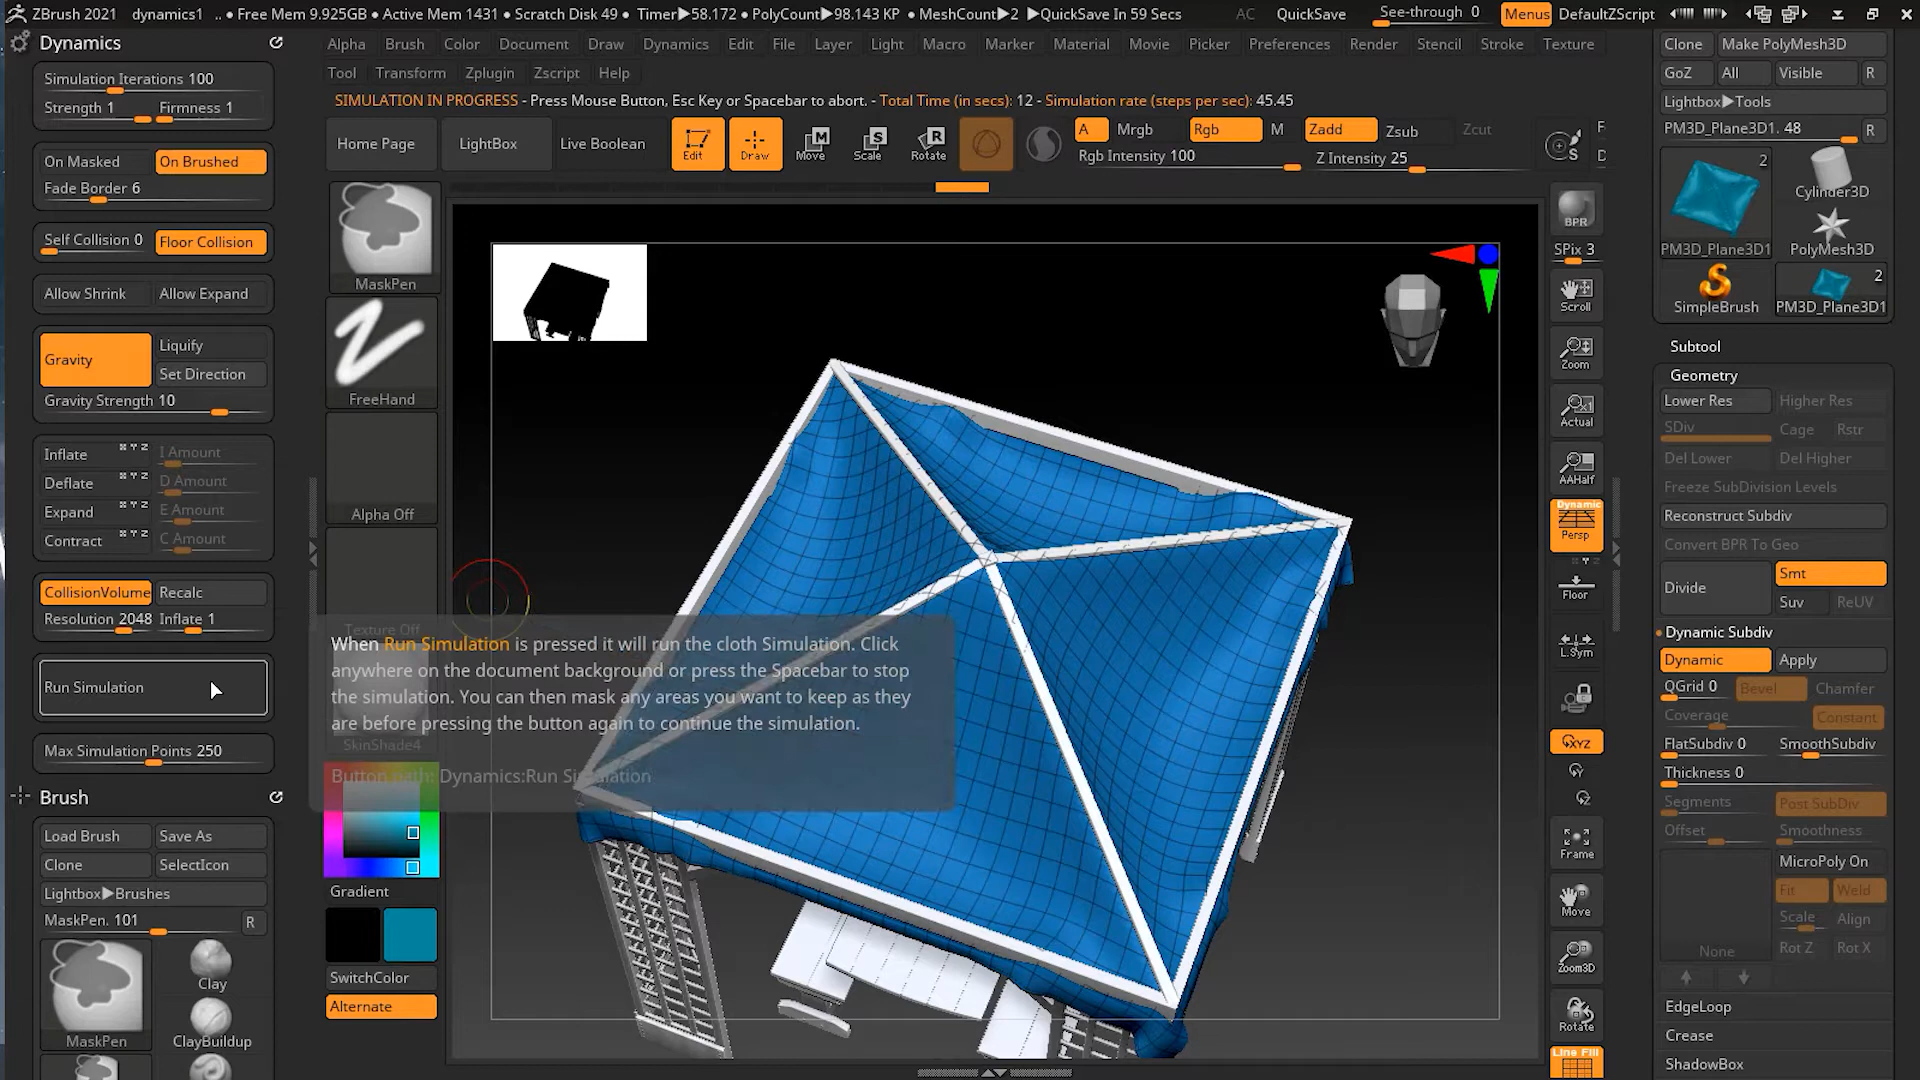 ZBrush 2021 dynamics1 .. • Free Mem 9.925GB • Active Mem 1431 • Scratch Disk 49 • Timer▶58.172 • PolyCount▶98.143 KP • MeshCount▶2 ▶QuickSave In 59 Secs AC QuickSave See-through 0 Menus DefaultZScript
Dynamics
Simulation Iterations 100
Strength 1 Firmness 1
On Masked On Brushed
Fade Border 6
Self Collision 0 Floor Collision
Allow Shrink Allow Expand
Gravity Liquify
Set Direction
Gravity Strength 10
Inflate X Y Z I Amount
Deflate X Y Z D Amount
Expand X Y Z E Amount
Contract X Y Z C Amount
CollisionVolume Recalc
Resolution 2048 Inflate 1
Run Simulation
Max Simulation Points 250
Brush
Load Brush Save As
Clone SelectIcon
Lightbox▶Brushes
MaskPen. 101 R
MaskPen Clay
ClayBuildup
Alpha Brush Color Document Draw Dynamics Edit File Layer Light Macro Marker Material Movie Picker Preferences Render Stencil Stroke Texture
Tool Transform Zplugin Zscript Help
SIMULATION IN PROGRESS - Press Mouse Button, Esc Key or Spacebar to abort. - Total Time (in secs): 12 - Simulation rate (steps per sec): 45.45
Home Page LightBox Live Boolean Edit Draw Move Scale Rotate
A Mrgb Rgb M Zadd Zsub Zcut
Rgb Intensity 100 Z Intensity 25
S F
D
MaskPen
FreeHand
Alpha Off
Texture Off
When Run Simulation is pressed it will run the cloth Simulation. Click
anywhere on the document background or press the Spacebar to stop
the simulation. You can then mask any areas you want to keep as they
are before pressing the button again to continue the simulation.
SkinShade4
Button path: Dynamics:Run Simulation
Gradient
SwitchColor
Alternate
BPR
SPix 3
Scroll
Zoom
Actual
AAHalf
Dynamic
Persp
X Y Z
Floor
L.Sym
XYZ
Y
Z
Frame
Move
Zoom3D
Rotate
Line Fill
Clone Make PolyMesh3D
GoZ All Visible R
Lightbox▶Tools
PM3D_Plane3D1. 48 R
2
Cylinder3D
PM3D_Plane3D1 PolyMesh3D
2
SimpleBrush PM3D_Plane3D1
Subtool
Geometry
Lower Res Higher Res
SDiv Cage Rstr
Del Lower Del Higher
Freeze SubDivision Levels
Reconstruct Subdiv
Convert BPR To Geo
Divide Smt
Suv ReUV
Dynamic Subdiv
Dynamic Apply
QGrid 0 Bevel Chamfer
Coverage Constant
FlatSubdiv 0 SmoothSubdiv
Thickness 0
Segments Post SubDiv
Offset Smoothness
MicroPoly On
Fit Weld
Scale Align
None Rot Z Rot X
EdgeLoop
Crease
ShadowBox